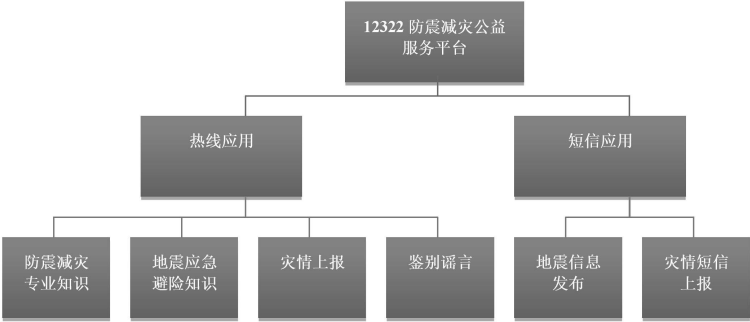 12322 防震减灾公益
服务平台
热线应用
短信应用
防震减灾
专业知识
地震应急
避险知识
灾情上报
鉴别谣言
地震信息
发布
灾情短信
上报